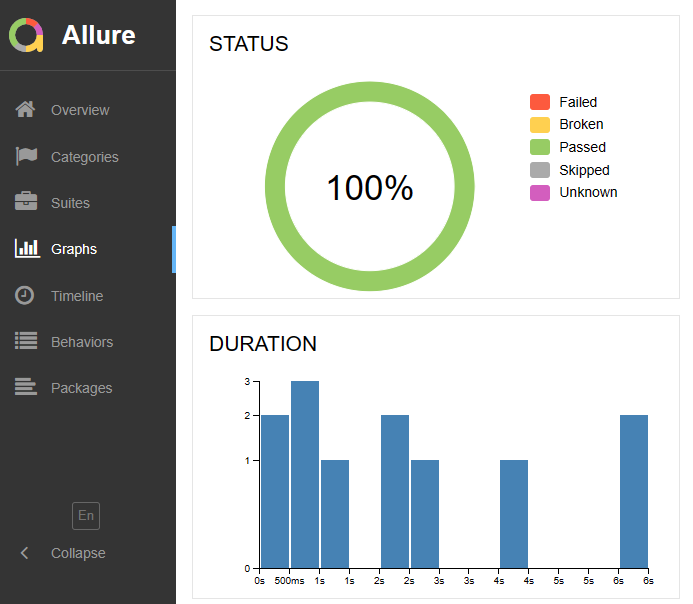 Allure
Overview
Categories
Suites
Graphs
Timeline
Behaviors
Packages
En
Collapse
STATUS
100%
Failed
Broken
Passed
Skipped
Unknown
DURATION
3
2
1
0
0s 500ms 1s 1s 2s 2s 3s 3s 4s 4s 5s 5s 6s 6s